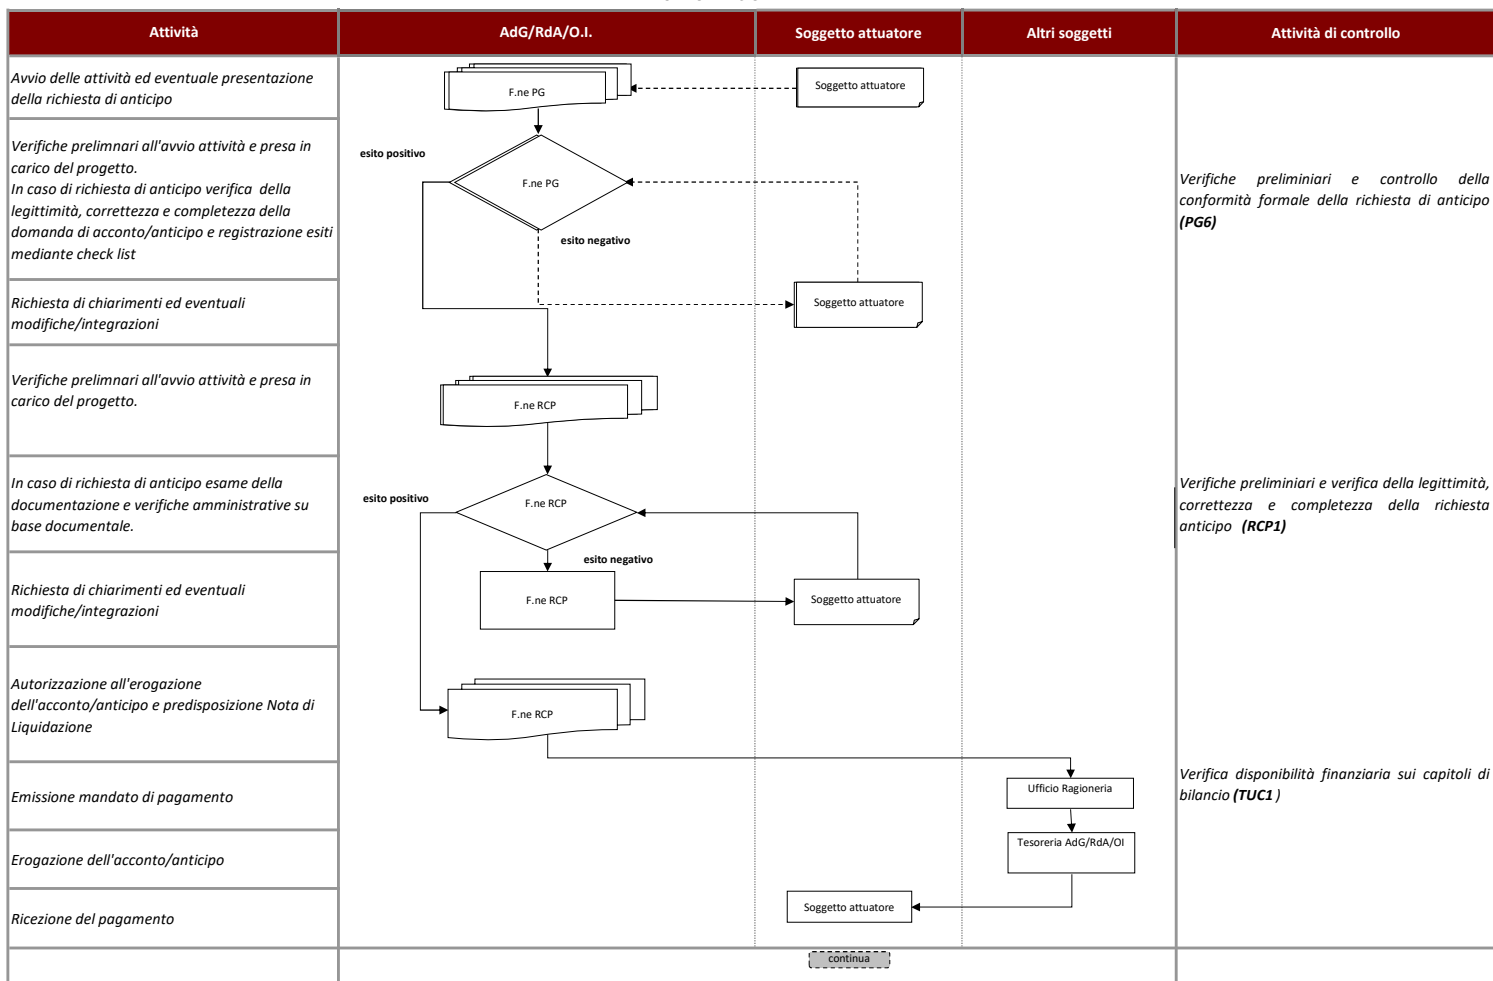 Attività
AdG/RdA/O.I.
Soggetto attuatore
Altri soggetti
Attività di controllo
Avvio delle attività ed eventuale presentazione
della richiesta di anticipo
F.ne PG
Soggetto attuatore
Verifiche prelimnari all'avvio attività e presa in
carico del progetto.
In caso di richiesta di anticipo verifica della
legittimità, correttezza e completezza della
domanda di acconto/anticipo e registrazione esiti
mediante check list
esito positivo
F.ne PG
esito negativo
Verifiche preliminiari e controllo della
conformità formale della richiesta di anticipo
(PG6)
Richiesta di chiarimenti ed eventuali
modifiche/integrazioni
Soggetto attuatore
Verifiche prelimnari all'avvio attività e presa in
carico del progetto.
F.ne RCP
In caso di richiesta di anticipo esame della
documentazione e verifiche amministrative su
base documentale.
esito positivo
F.ne RCP
esito negativo
Verifiche preliminiari e verifica della legittimità,
correttezza e completezza della richiesta
anticipo (RCP1)
Richiesta di chiarimenti ed eventuali
modifiche/integrazioni
F.ne RCP
Soggetto attuatore
Autorizzazione all'erogazione
dell'acconto/anticipo e predisposizione Nota di
Liquidazione
F.ne RCP
Emissione mandato di pagamento
Ufficio Ragioneria
Verifica disponibilità finanziaria sui capitoli di
bilancio (TUC1 )
Erogazione dell'acconto/anticipo
Tesoreria AdG/RdA/OI
Ricezione del pagamento
Soggetto attuatore
continua